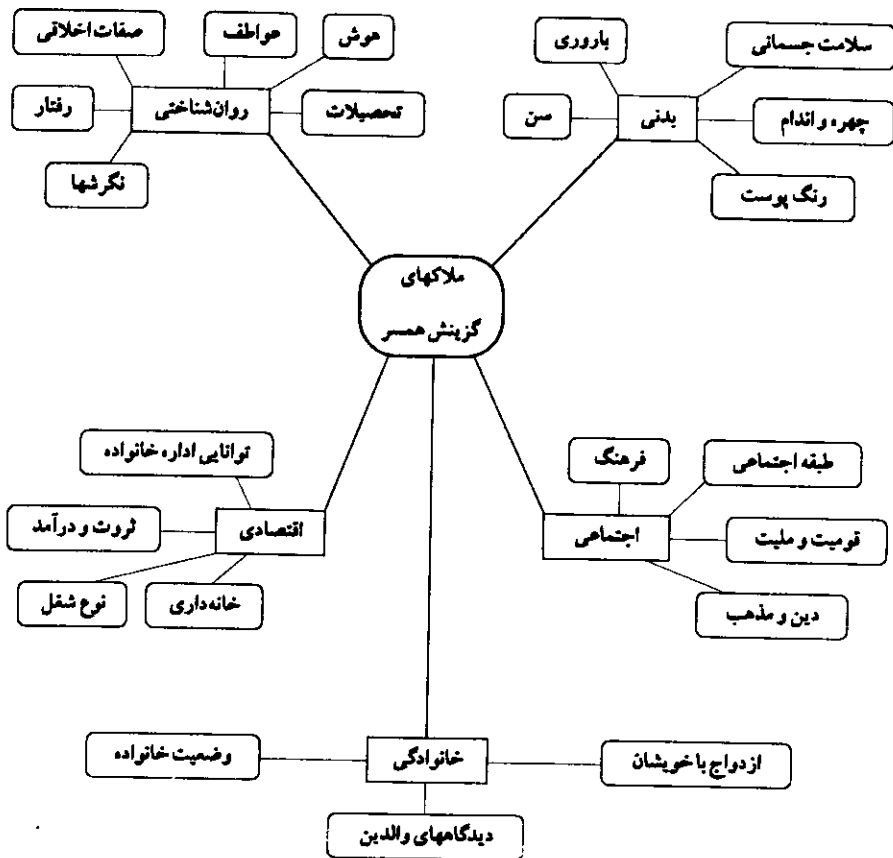 سلامت جسمانی
باروری
بدنی
چهره و اندام
سن
رنگ پوست
هوش
عواطف
صفات اخلاقی
روان‌شناختی
تحصیلات
رفتار
نگرشها
ملاکهای
گزینش همسر
طبقه اجتماعی
فرهنگ
اجتماعی
قومیت و ملیت
دین و مذهب
توانایی اداره خانواده
اقتصادی
ثروت و درآمد
خانه‌داری
نوع شغل
ازدواج با خویشان
خانوادگی
وضعیت خانواده
دیدگاههای والدین